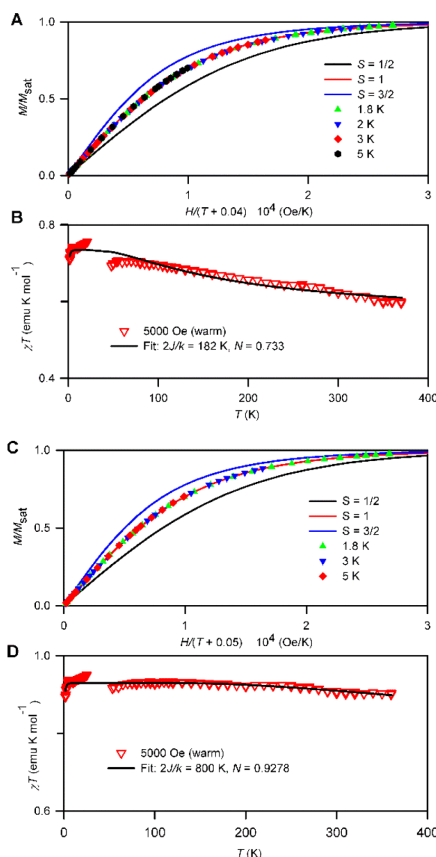 A
1.0
M/Msat
0.5
0.0
S = 1/2
S = 1
S = 3/2
1.8 K
2 K
3 K
5 K
0 1 2 3
H/(T + 0.04) 10⁴ (Oe/K)
B
0.8
χT (emu K mol⁻¹)
0.4
5000 Oe (warm)
Fit: 2J/k = 182 K, N = 0.733
0 100 200 300 400
T (K)
C
1.0
M/Msat
0.5
0.0
S = 1/2
S = 1
S = 3/2
1.8 K
3 K
5 K
0 1 2 3
H/(T + 0.05) 10⁴ (Oe/K)
D
1.0
χT (emu K mol⁻¹)
0.6
5000 Oe (warm)
Fit: 2J/k = 800 K, N = 0.9278
0 100 200 300 400
T (K)